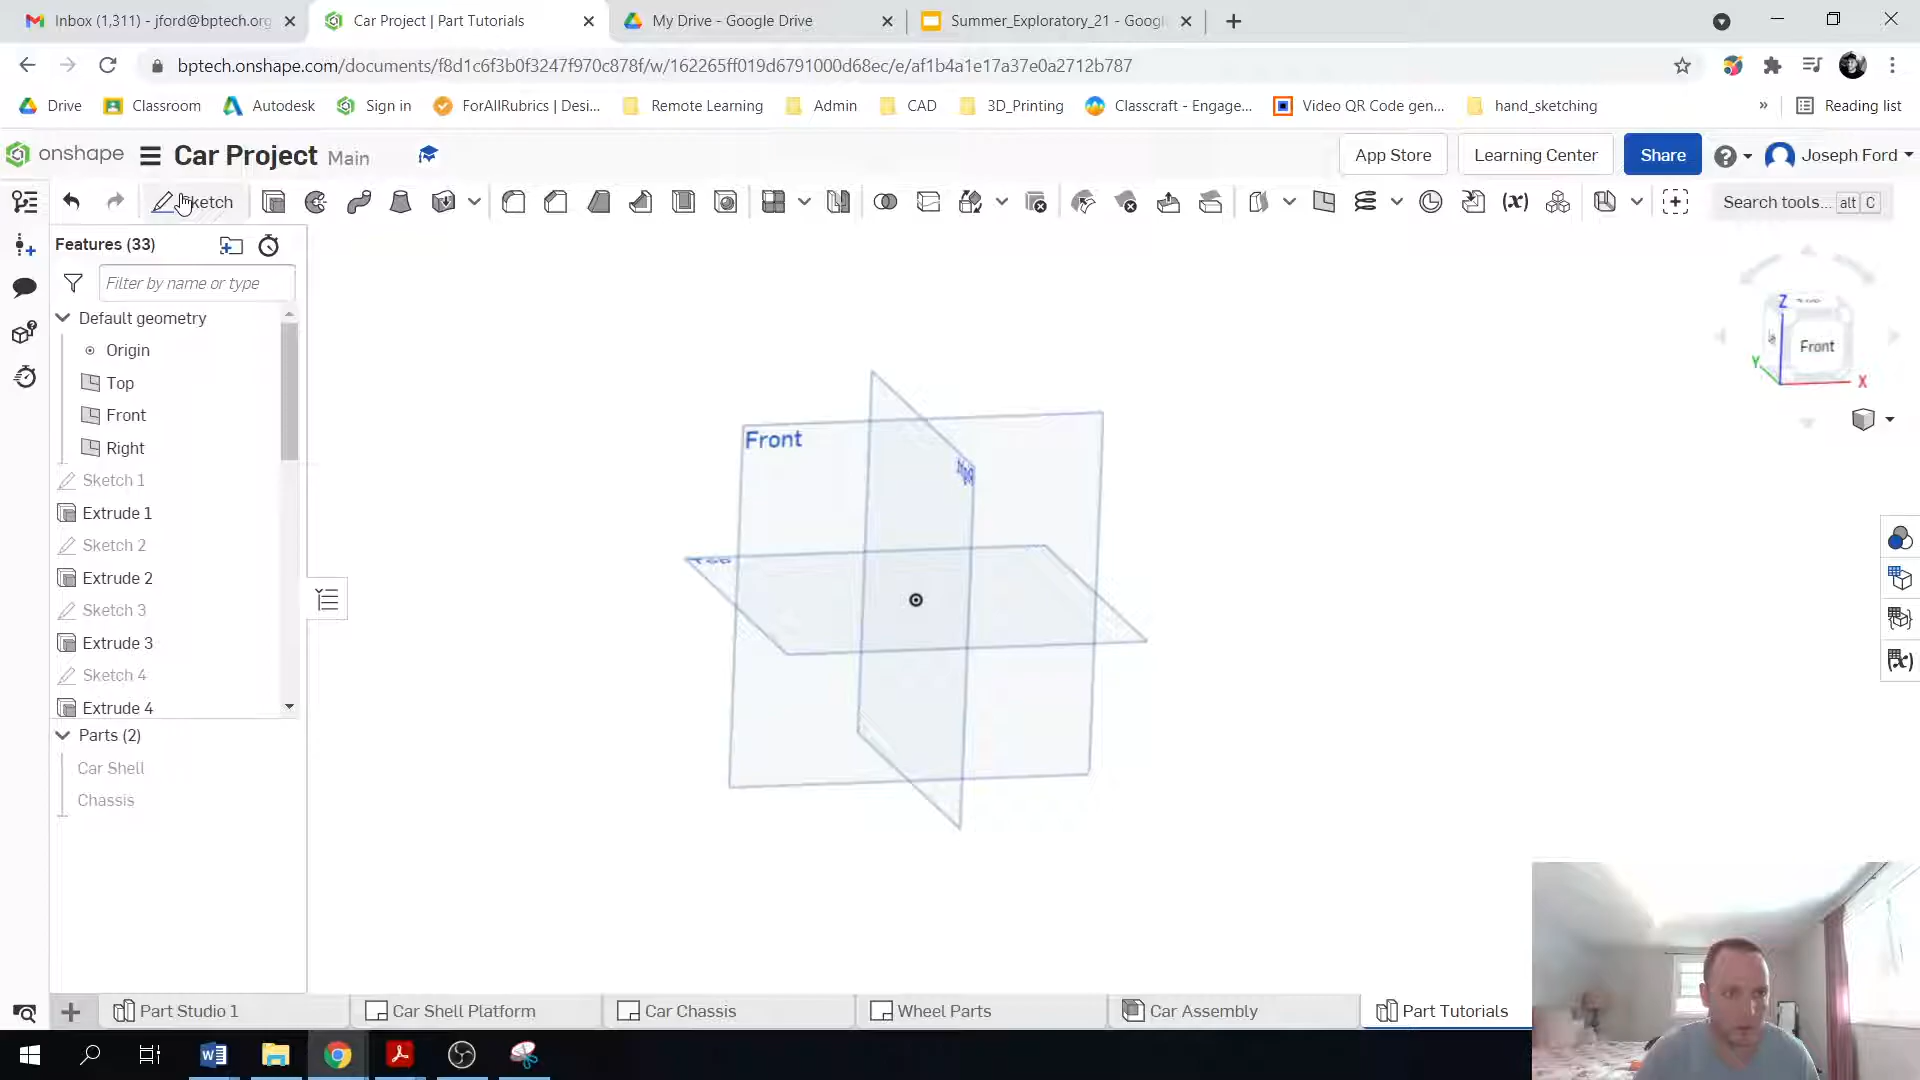 Inbox (1,311) - jford@bptech.org
Car Project | Part Tutorials
My Drive - Google Drive
Summer_Exploratory_21 - Googl
bptech.onshape.com/documents/f8d1c6f3b0f3247f970c878f/w/162265ff019d6791000d68ec/e/af1b4a1e17a37e0a2712b787
Drive
Classroom
Autodesk
Sign in
ForAllRubrics | Desi...
Remote Learning
Admin
CAD
3D_Printing
Classcraft - Engage...
Video QR Code gen...
hand_sketching
»
Reading list
onshape
Car Project Main
App Store
Learning Center
Share
Joseph Ford
ketch
(x)
Search tools... alt C
Features (33)
Filter by name or type
Default geometry
Origin
Top
Front
Right
Sketch 1
Extrude 1
Sketch 2
Extrude 2
Sketch 3
Extrude 3
Sketch 4
Extrude 4
Parts (2)
Car Shell
Chassis
Front
Right
Top
Z
Top
Front
Y
X
(x)
Part Studio 1
Car Shell Platform
Car Chassis
Wheel Parts
Car Assembly
Part Tutorials